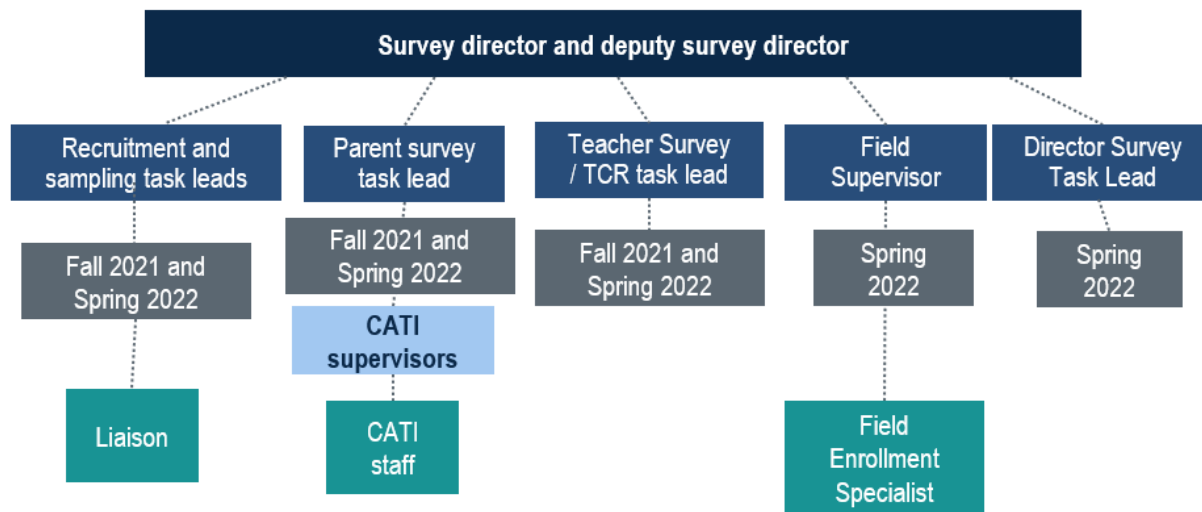 Survey director and deputy survey director
Recruitment and
sampling task leads
Parent survey
task lead
Teacher Survey
/ TCR task lead
Field
Supervisor
Director Survey
Task Lead
Fall 2021 and
Spring 2022
Fall 2021 and
Spring 2022
Fall 2021 and
Spring 2022
Spring
2022
Spring
2022
CATI
supervisors
Liaison
CATI
staff
Field
Enrollment
Specialist